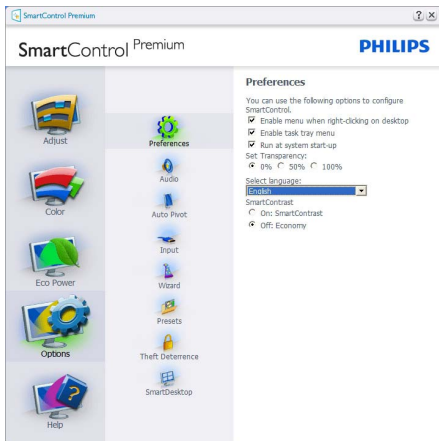 SmartControl Premium
SmartControl Premium
PHILIPS
Adjust
Color
Eco Power
Options
Help
Preferences
Audio
Auto Pivot
Input
Wizard
Presets
Theft Deterrence
SmartDesktop
Preferences
You can use the following options to configure
SmartControl.
Enable menu when right-clicking on desktop
Enable task tray menu
Run at system start-up
Set Transparency:
0% 50% 100%
Select language:
English
SmartContrast
On: SmartContrast
Off: Economy